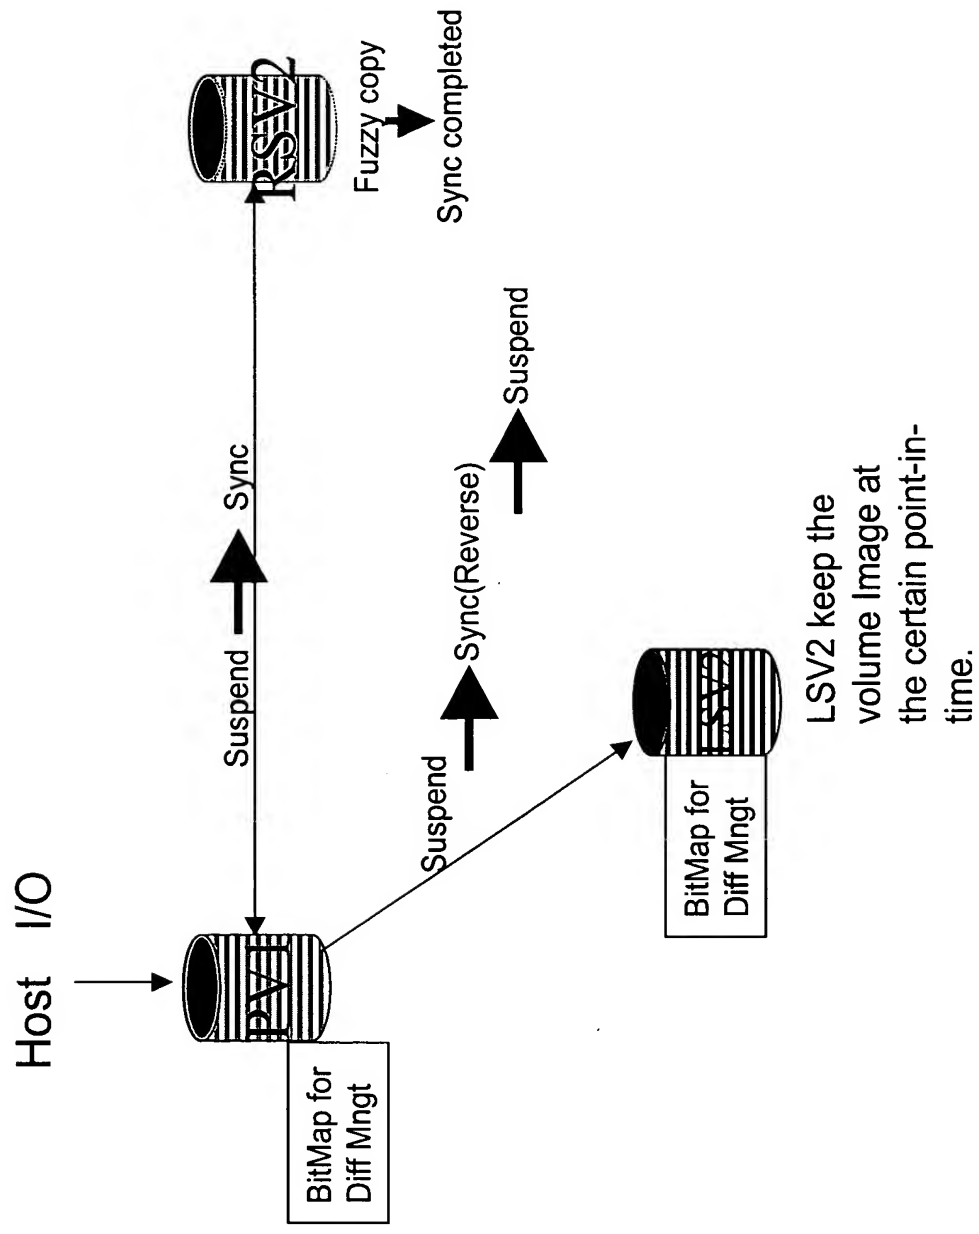 Host I/O
PV1
Suspend
Sync
RSV2
BitMap for
Diff Mngt
Fuzzy copy
Sync completed
Suspend
Sync(Reverse)
Suspend
BitMap for
Diff Mngt
LSV2
LSV2 keep the
volume Image at
the certain point-in-
time.